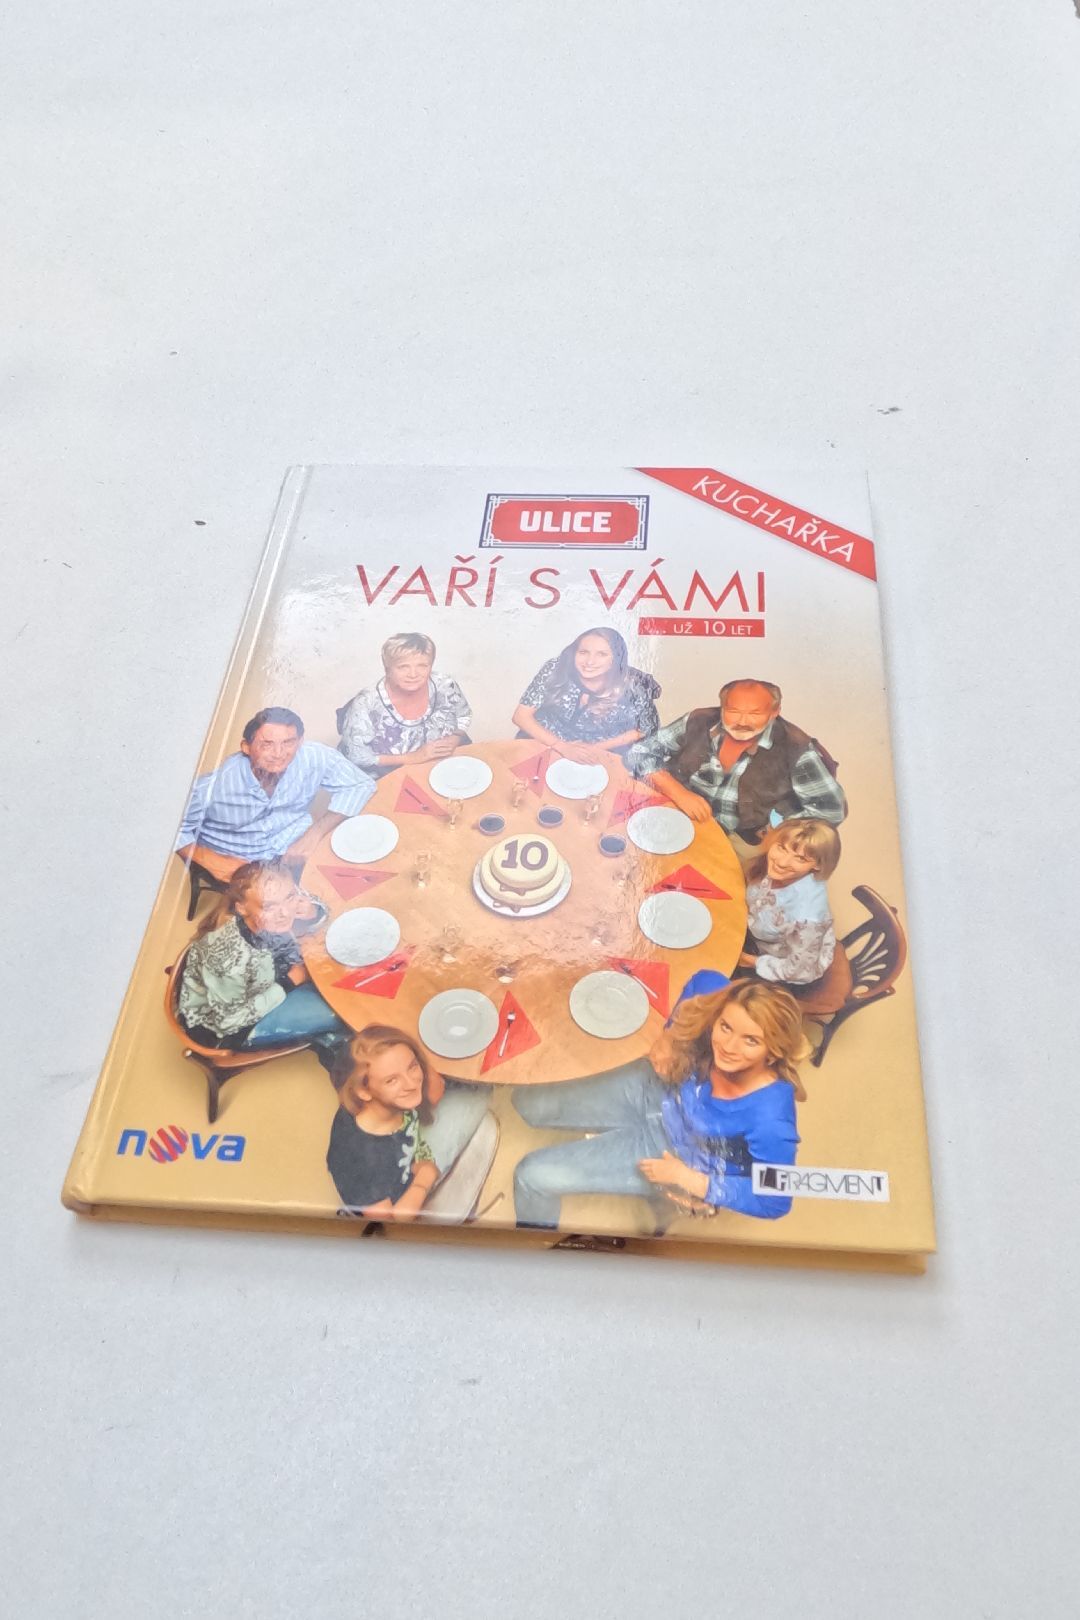 KUCHAŘKA
ULICE
VAŘÍ S VÁMI
... UŽ 10 LET
10
nova
FRAGMENT